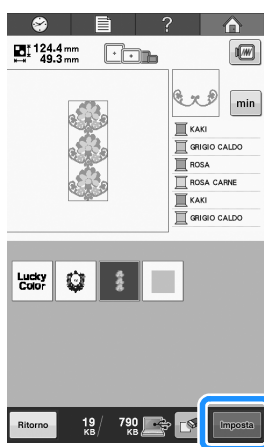 ?
124.4 mm
49.3 mm
min
KAKI
GRIGIO CALDO
ROSA
ROSA CARNE
KAKI
GRIGIO CALDO
Lucky
Color
Ritorno
19 KB / 790 KB
Imposta